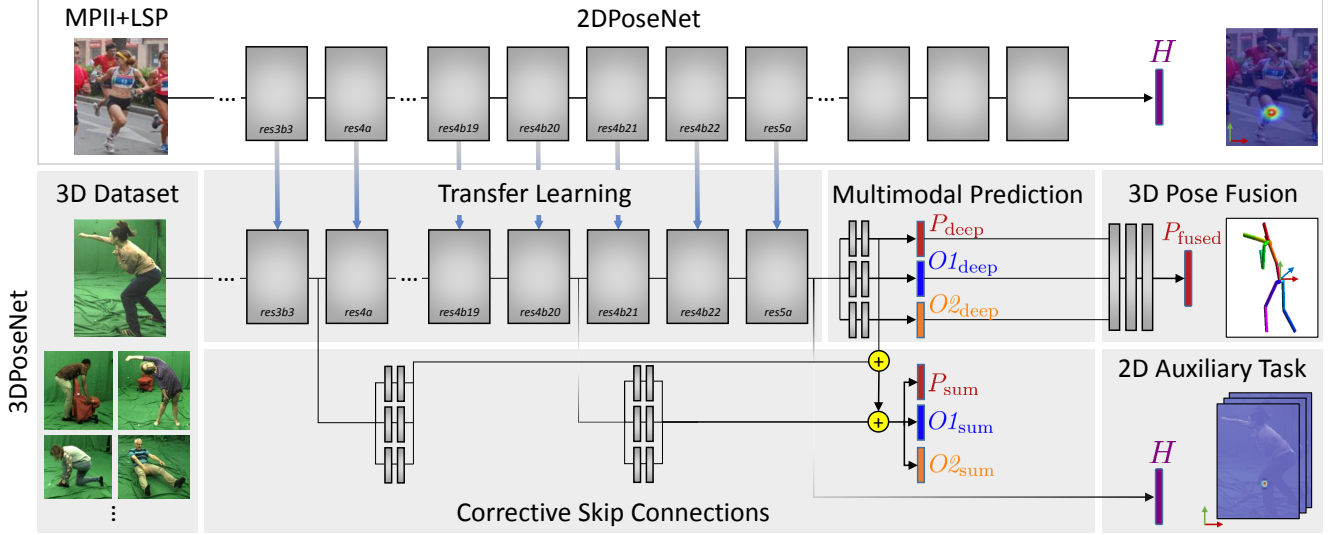 MPII+LSP
2DPoseNet
H
... ... ...
res3b3 res4a res4b19 res4b20 res4b21 res4b22 res5a
3DPoseNet
3D Dataset
Transfer Learning
Multimodal Prediction
3D Pose Fusion
P_deep
P_fused
O1_deep
O2_deep
... ...
res3b3 res4a res4b19 res4b20 res4b21 res4b22 res5a
+
2D Auxiliary Task
P_sum
+
O1_sum
O2_sum
H
Corrective Skip Connections
...